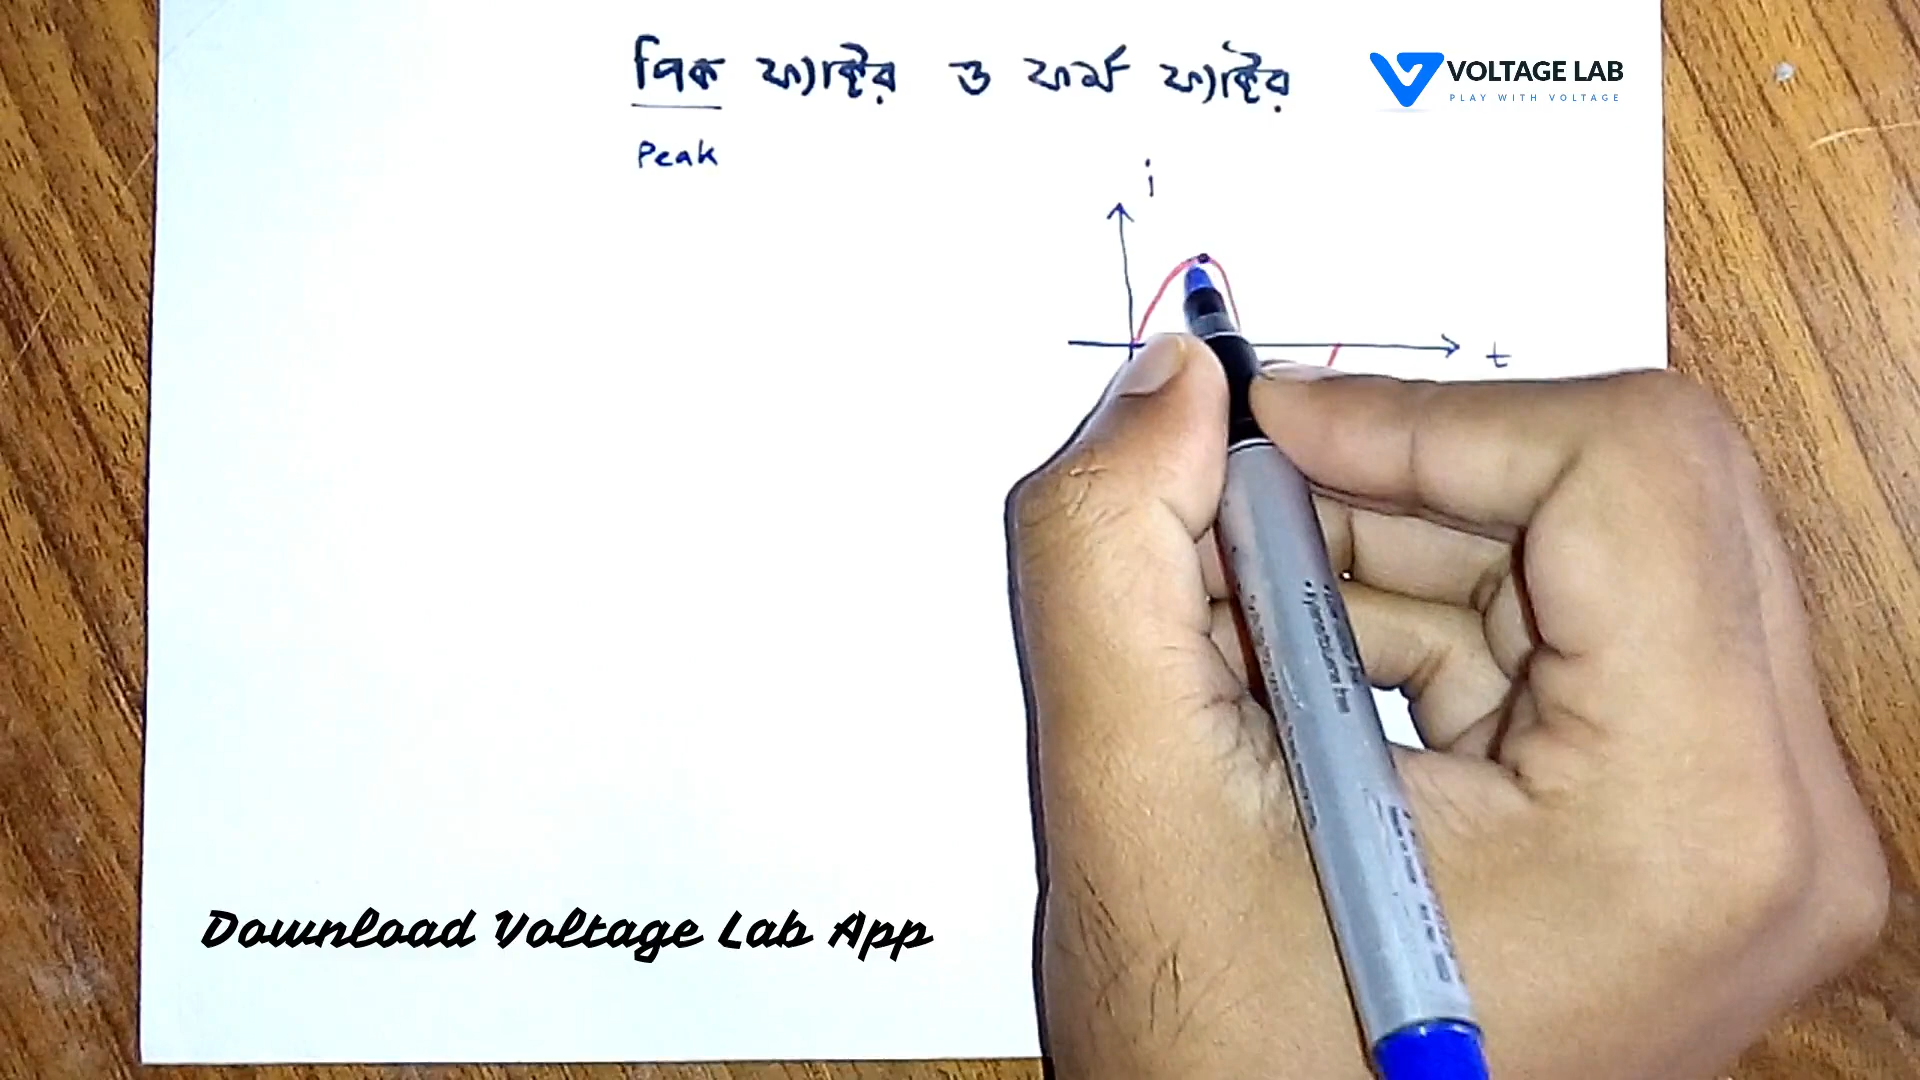 পিক ফ্যাক্টর ও ফর্ম ফ্যাক্টর
VOLTAGE LAB
PLAY WITH VOLTAGE
Peak
i
t
Download Voltage Lab App